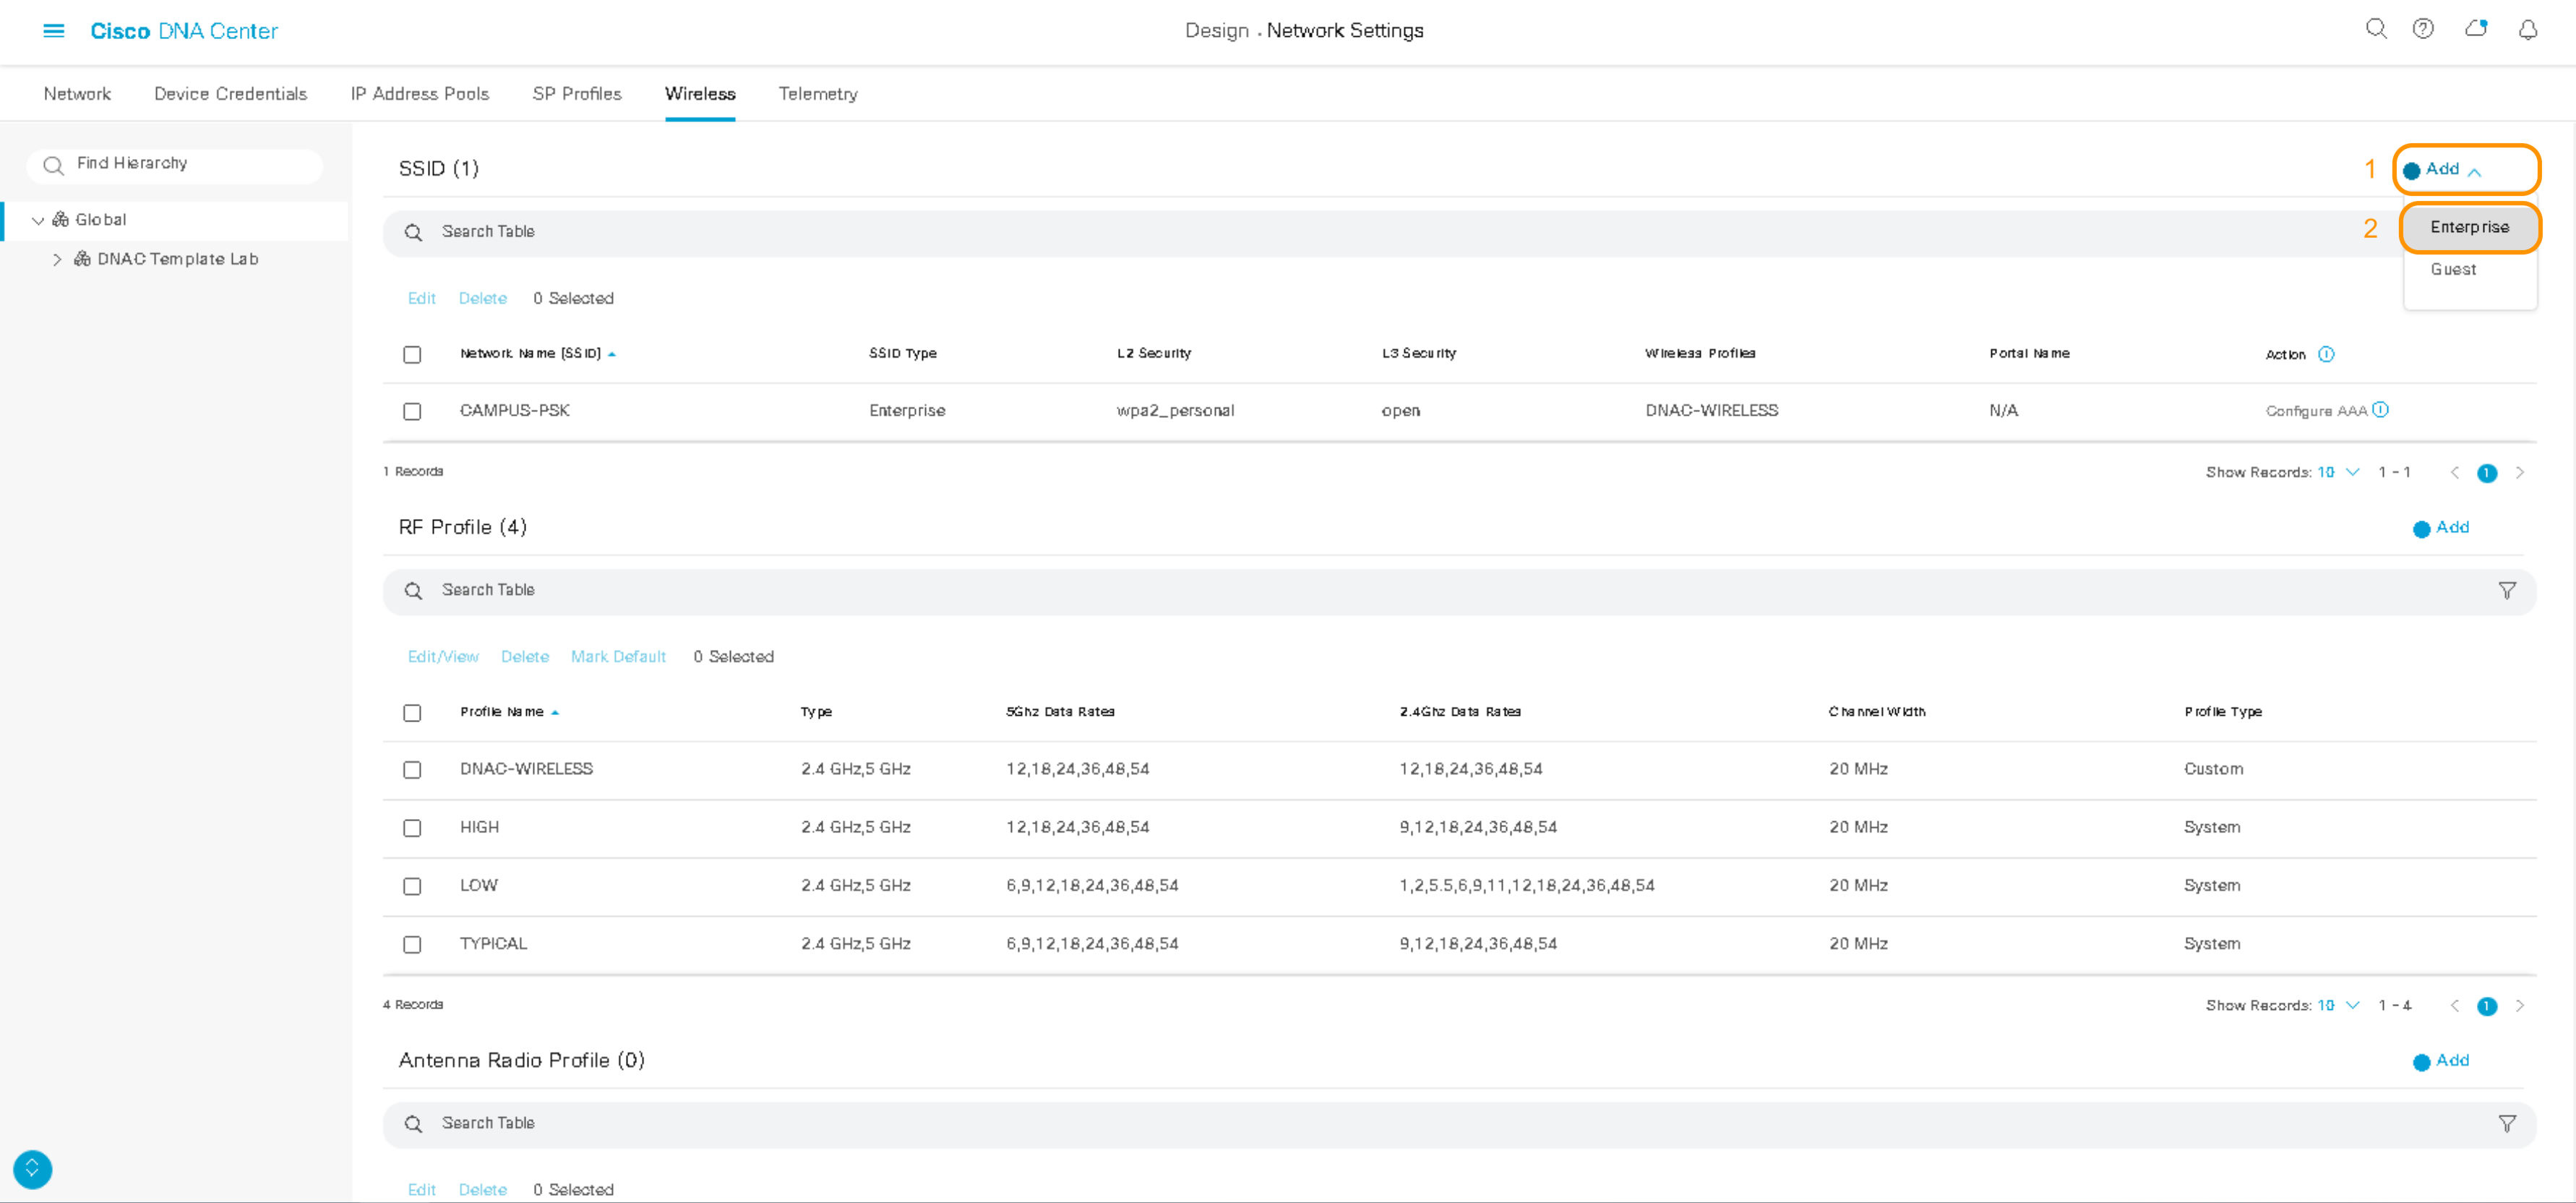 Cisco DNA Center
Design . Network Settings
Network Device Credentials IP Address Pools SP Profiles Wireless Telemetry
Find Hierarchy
Global
DNAC Template Lab
SSID (1)
1 Add
Search Table
2 Enterprise
Guest
Edit Delete 0 Selected
Network Name (SSID) SSID Type L2 Security L3 Security Wireless Profiles Portal Name Action
CAMPUS-PSK Enterprise wpa2_personal open DNAC-WIRELESS N/A Configure AAA
1 Records Show Records: 10 1 - 1 1
RF Profile (4) Add
Search Table
Edit/View Delete Mark Default 0 Selected
Profile Name Type 5Ghz Data Rates 2.4Ghz Data Rates Channel Width Profile Type
DNAC-WIRELESS 2.4 GHz,5 GHz 12,18,24,36,48,54 12,18,24,36,48,54 20 MHz Custom
HIGH 2.4 GHz,5 GHz 12,18,24,36,48,54 9,12,18,24,36,48,54 20 MHz System
LOW 2.4 GHz,5 GHz 6,9,12,18,24,36,48,54 1,2,5.5,6,9,11,12,18,24,36,48,54 20 MHz System
TYPICAL 2.4 GHz,5 GHz 6,9,12,18,24,36,48,54 9,12,18,24,36,48,54 20 MHz System
4 Records Show Records: 10 1 - 4 1
Antenna Radio Profile (0) Add
Search Table
Edit Delete 0 Selected